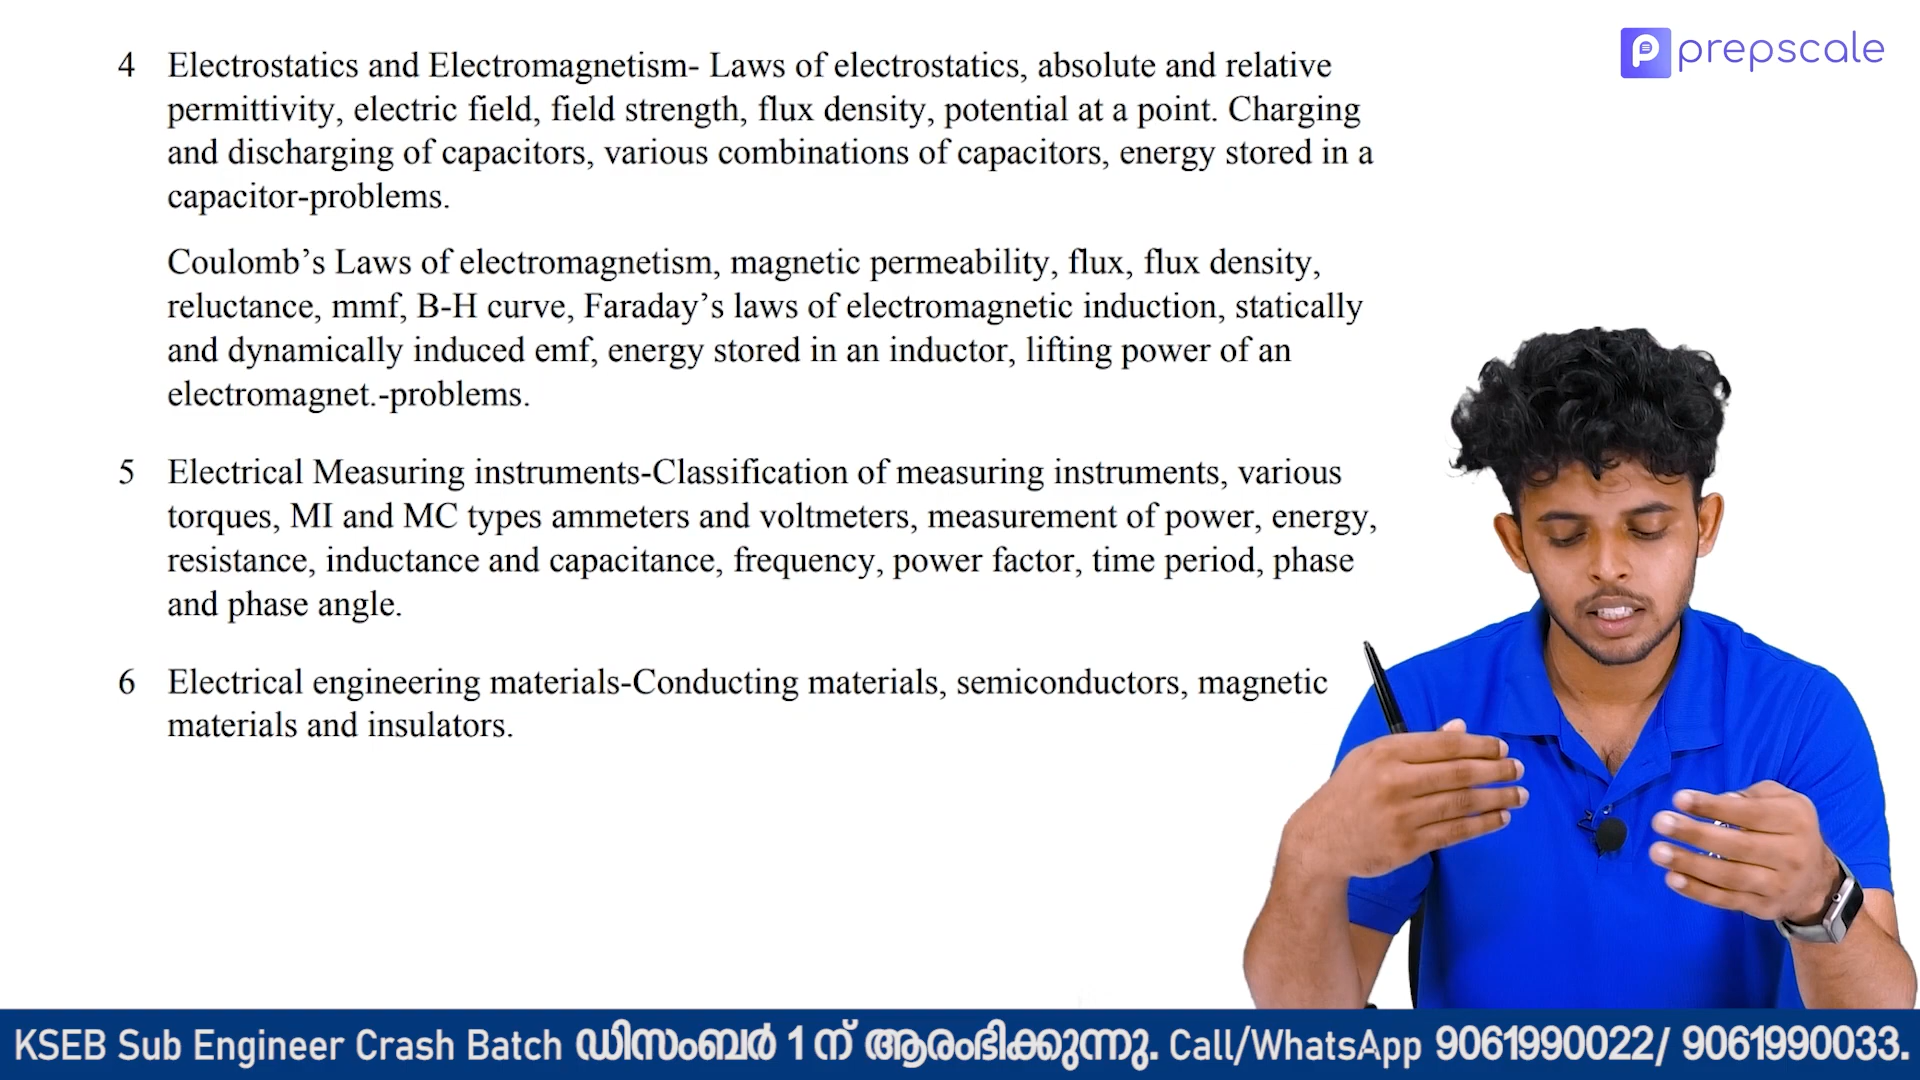 prepscale
4 Electrostatics and Electromagnetism- Laws of electrostatics, absolute and relative
permittivity, electric field, field strength, flux density, potential at a point. Charging
and discharging of capacitors, various combinations of capacitors, energy stored in a
capacitor-problems.
Coulomb’s Laws of electromagnetism, magnetic permeability, flux, flux density,
reluctance, mmf, B-H curve, Faraday’s laws of electromagnetic induction, statically
and dynamically induced emf, energy stored in an inductor, lifting power of an
electromagnet.-problems.
5 Electrical Measuring instruments-Classification of measuring instruments, various
torques, MI and MC types ammeters and voltmeters, measurement of power, energy,
resistance, inductance and capacitance, frequency, power factor, time period, phase
and phase angle.
6 Electrical engineering materials-Conducting materials, semiconductors, magnetic
materials and insulators.
KSEB Sub Engineer Crash Batch ഡിസംബർ 1 ന് ആരംഭിക്കുന്നു. Call/WhatsApp 9061990022/ 9061990033.